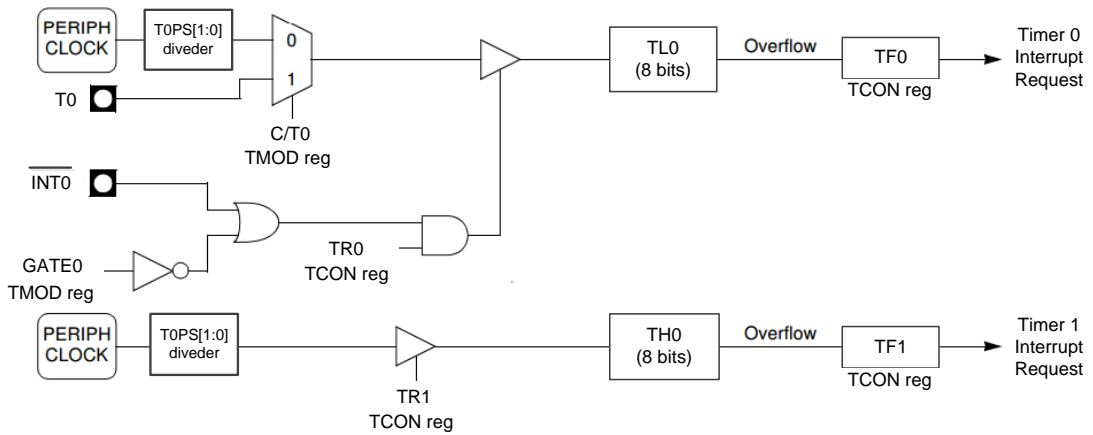 PERIPH
CLOCK
T0PS[1:0]
diveder
0
1
T0
C/T0
TMOD reg
TL0
(8 bits)
Overflow
TF0
TCON reg
Timer 0
Interrupt
Request
INT0
GATE0
TMOD reg
TR0
TCON reg
PERIPH
CLOCK
T0PS[1:0]
diveder
TR1
TCON reg
TH0
(8 bits)
Overflow
TF1
TCON reg
Timer 1
Interrupt
Request